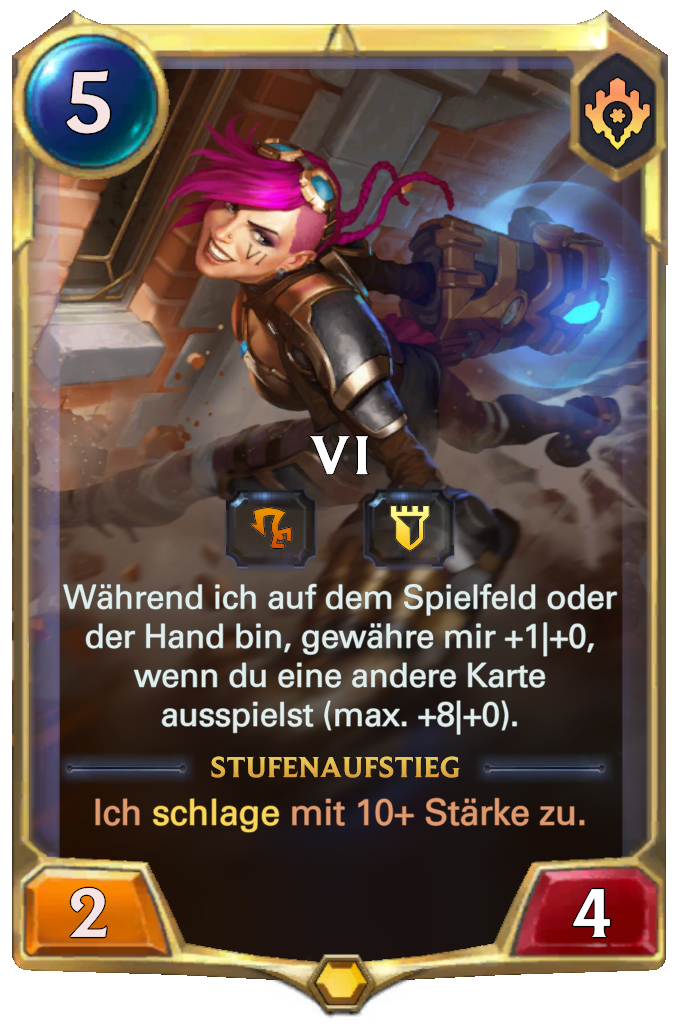 5
VI
VI
Während ich auf dem Spielfeld oder
der Hand bin, gewähre mir +1|+0,
wenn du eine andere Karte
ausspielst (max. +8|+0).
STUFENAUFSTIEG
Ich schlage mit 10+ Stärke zu.
2
4